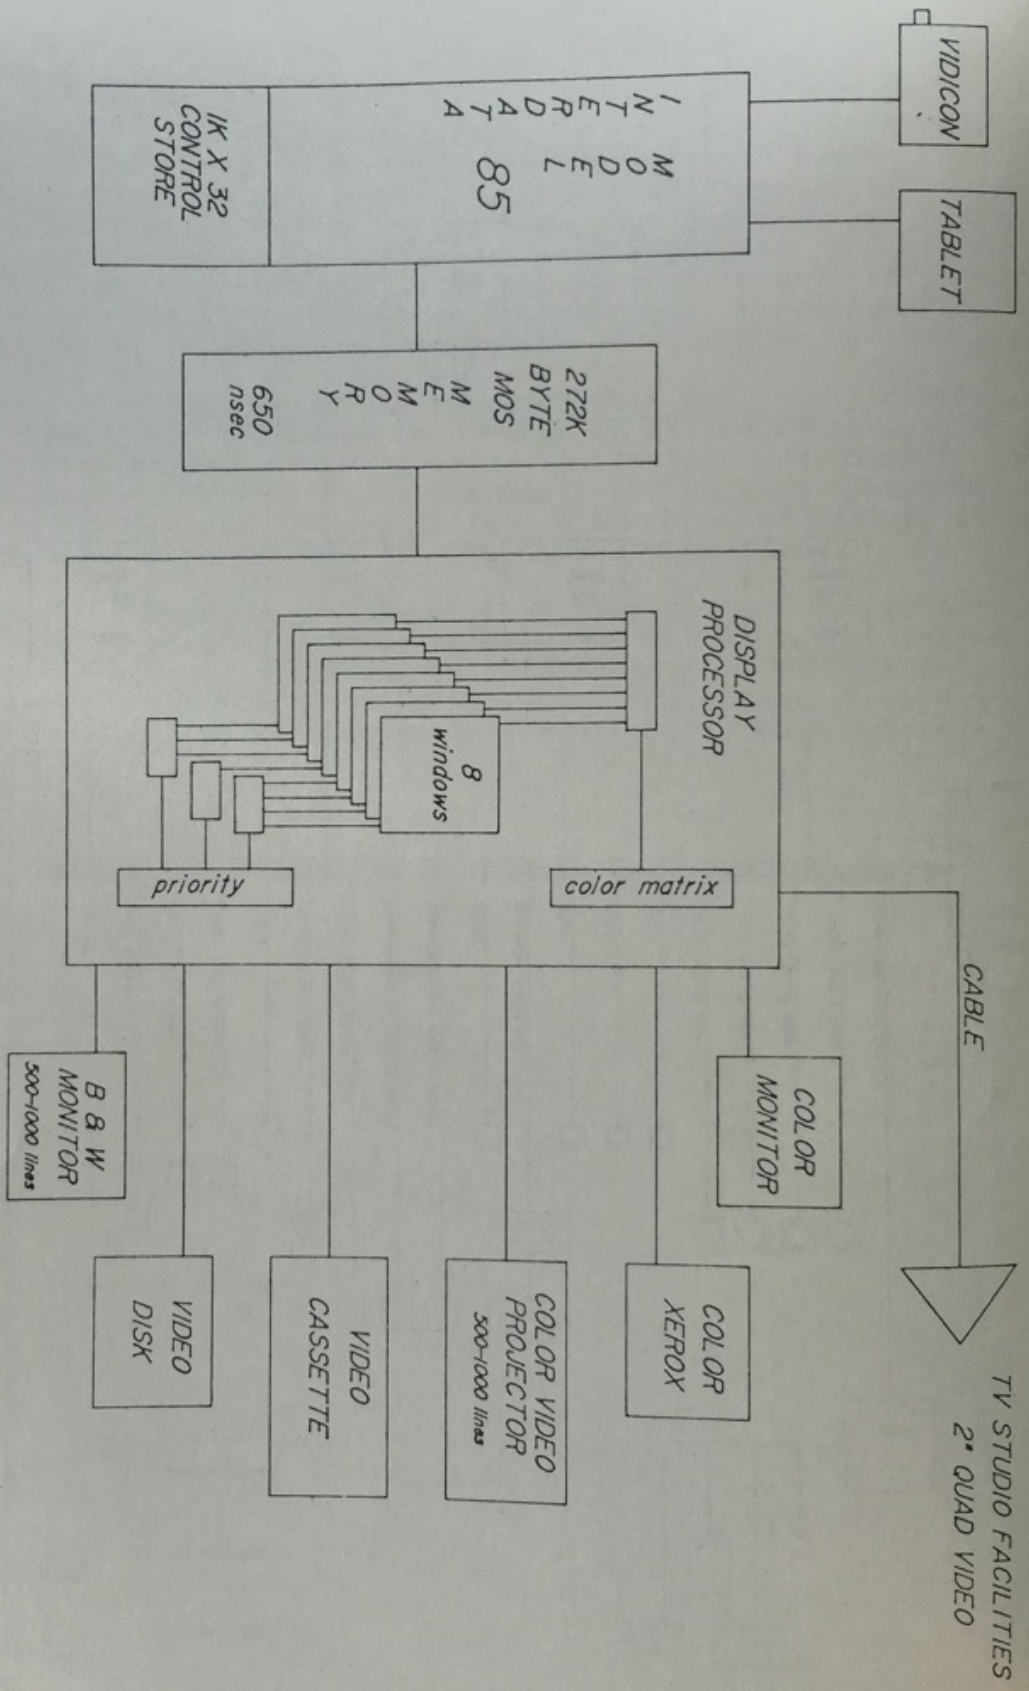 VIDICON
TABLET
INTERDATA
MODEL
85
1K X 32
CONTROL
STORE
272K
BYTE
MOS
MEMORY
650
nsec
DISPLAY
PROCESSOR
8
windows
color matrix
priority
CABLE
TV STUDIO FACILITIES
2" QUAD VIDEO
COLOR
MONITOR
COLOR
XEROX
COLOR VIDEO
PROJECTOR
500-1000 lines
VIDEO
CASSETTE
VIDEO
DISK
B & W
MONITOR
500-1000 lines